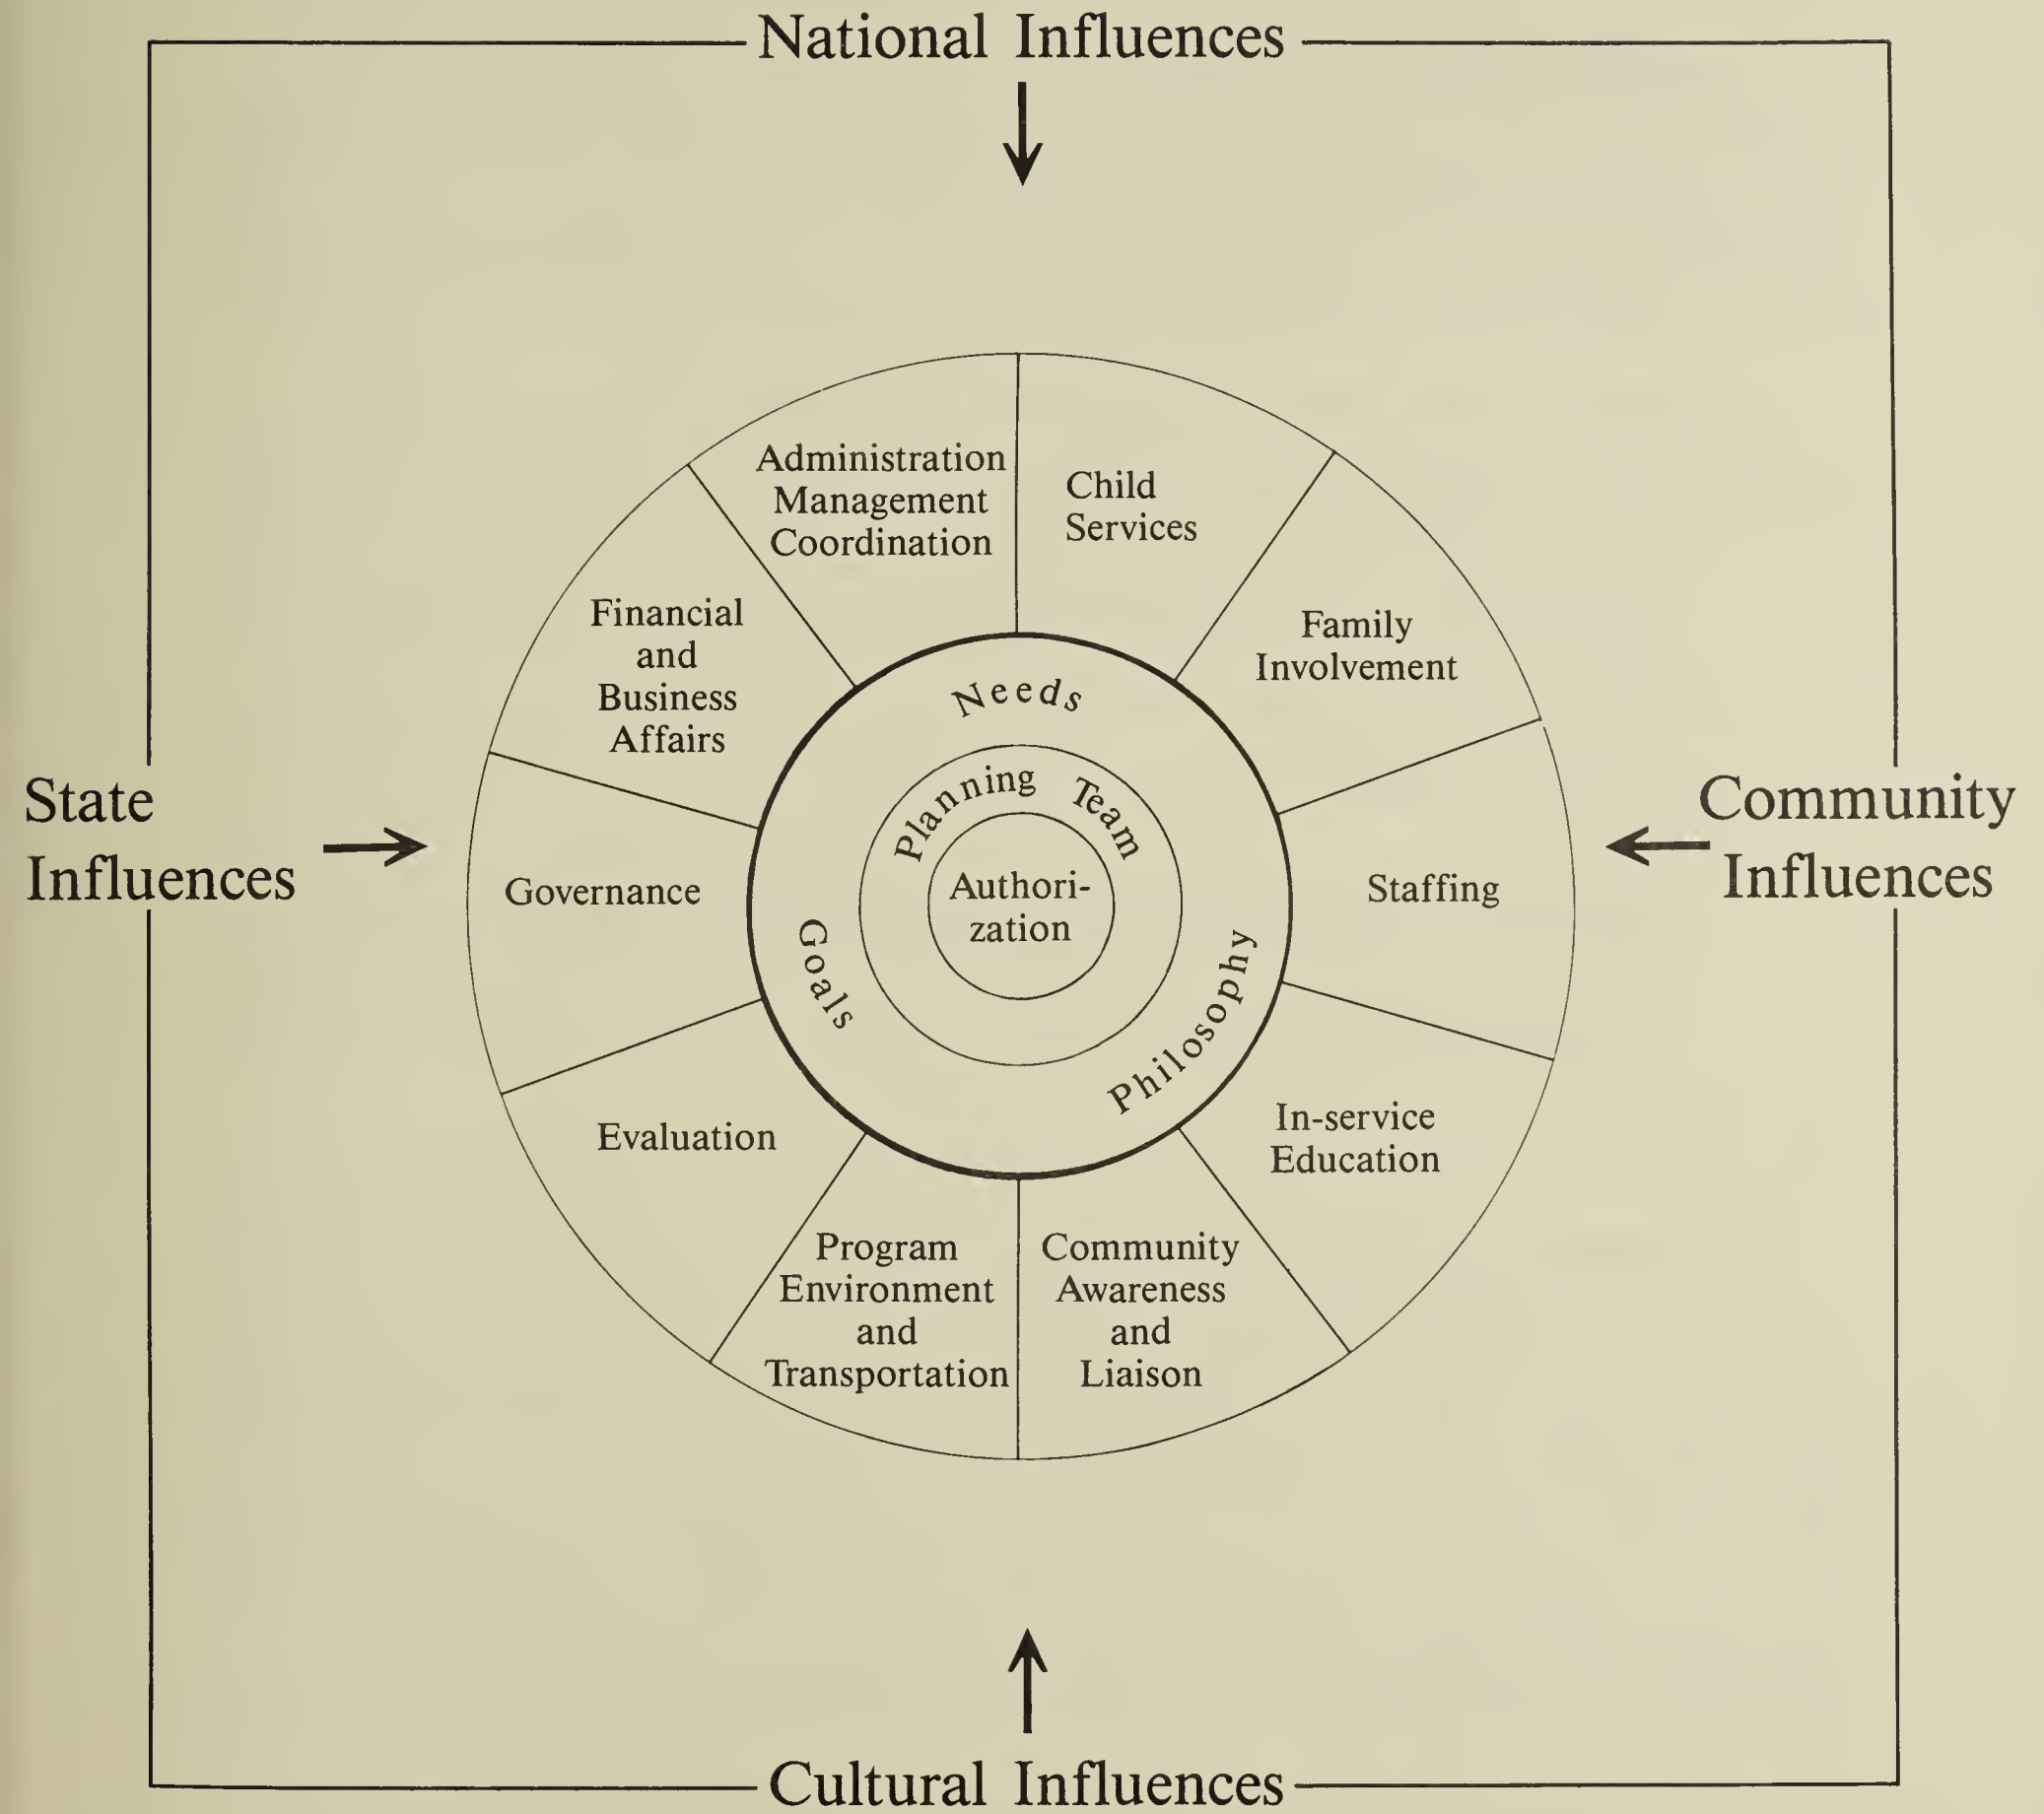 National Influences
Administration
Management
Coordination
Child
Services
Financial
and
Business
Affairs
Family
Involvement
Needs
Planning Team
State
Influences
Community
Influences
Governance
Authori-
zation
Staffing
Goals
Philosophy
Evaluation
In-service
Education
Program
Environment
and
Transportation
Community
Awareness
and
Liaison
Cultural Influences